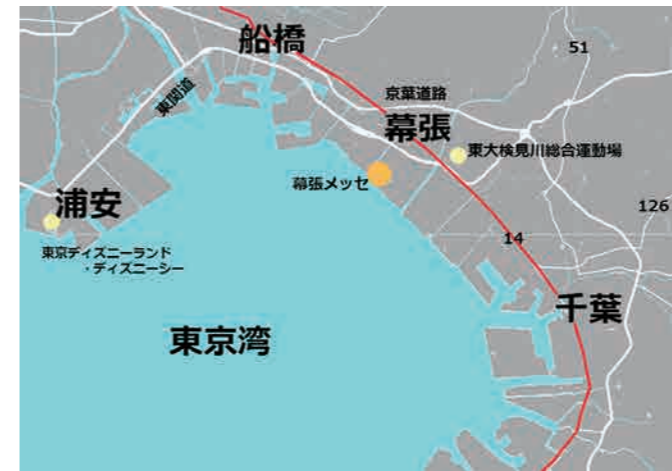 船橋
51
東関道
京葉道路
幕張
東大検見川総合運動場
幕張メッセ
浦安
126
東京ディズニーランド
・ディズニーシー
14
千葉
東京湾